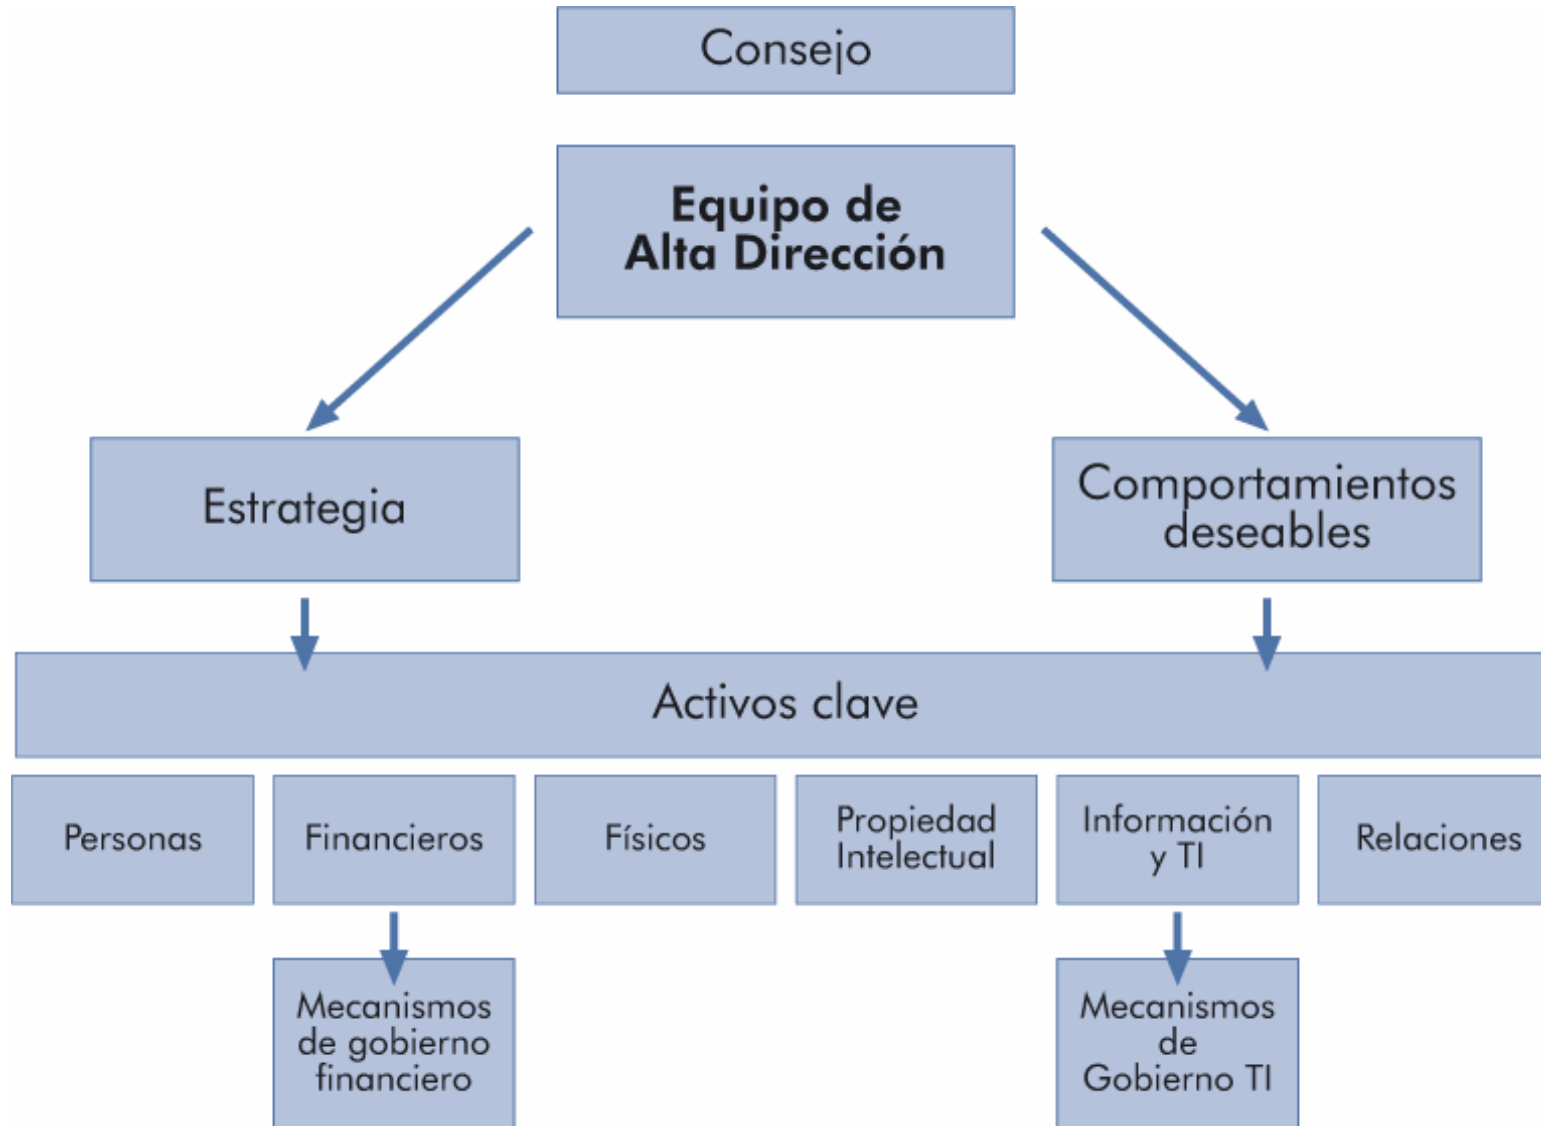 Consejo
Equipo de
Alta Dirección
Estrategia
Comportamientos
deseables
Activos clave
Personas
Financieros
Físicos
Propiedad
Intelectual
Información
y TI
Relaciones
Mecanismos
de gobierno
financiero
Mecanismos
de
Gobierno TI